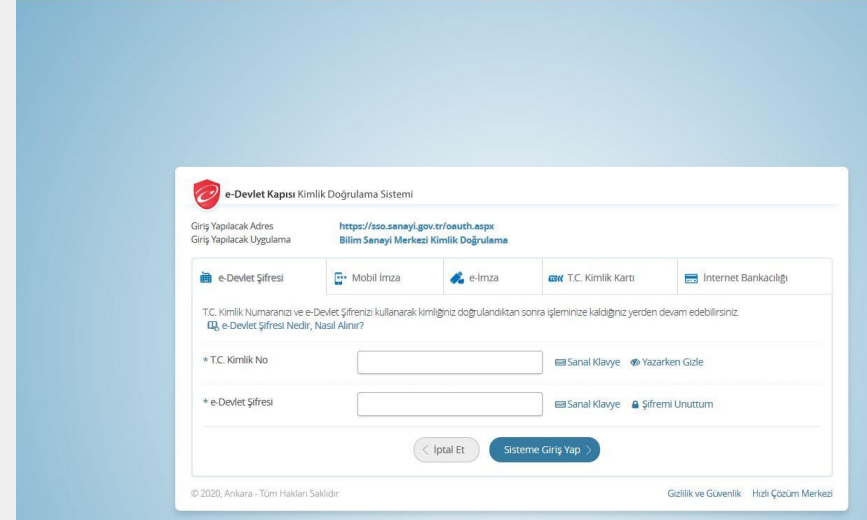 e-Devlet Kapısı Kimlik Doğrulama Sistemi
Giriş Yapılacak Adres https://sso.sanayi.gov.tr/oauth.aspx
Giriş Yapılacak Uygulama Bilim Sanayi Merkezi Kimlik Doğrulama
e-Devlet Şifresi Mobil İmza e-İmza T.C. Kimlik Kartı İnternet Bankacılığı
T.C. Kimlik Numaranızı ve e-Devlet Şifrenizi kullanarak kimliğiniz doğrulandıktan sonra işleminize kaldığınız yerden devam edebilirsiniz.
e-Devlet Şifresi Nedir, Nasıl Alınır?
* T.C. Kimlik No Sanal Klavye Yazarken Gizle
* e-Devlet Şifresi Sanal Klavye Şifremi Unuttum
İptal Et Sisteme Giriş Yap
© 2020, Ankara - Tüm Hakları Saklıdır Gizlilik ve Güvenlik Hızlı Çözüm Merkezi